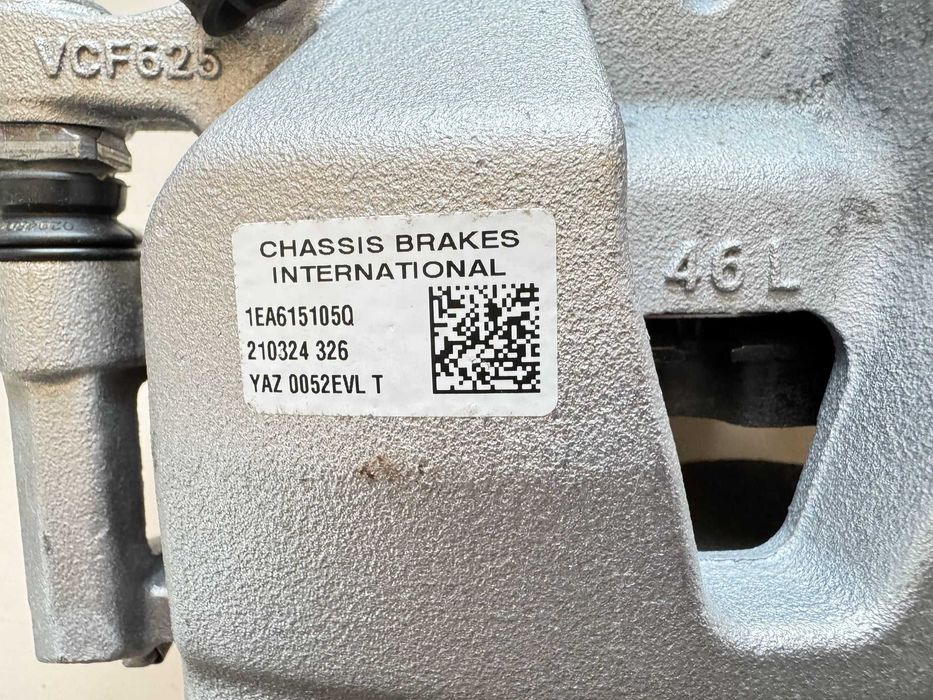 VCF625
CHASSIS BRAKES
INTERNATIONAL
1EA615105Q
210324 326
YAZ 0052EVL T
46 L